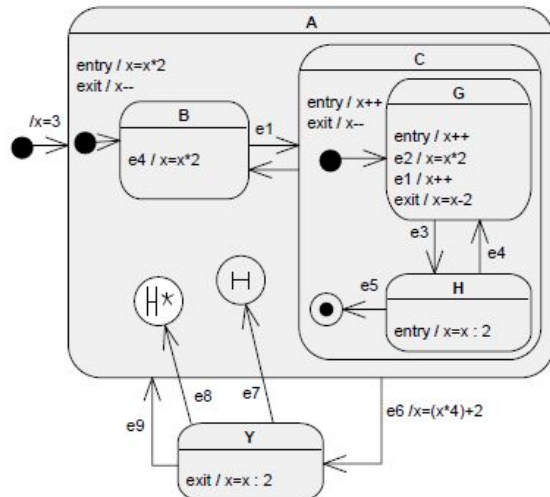 A
entry / x=x*2
exit / x--
/x=3
B
e4 / x=x*2
e1
C
entry / x++
exit / x--
G
entry / x++
e2 / x=x*2
e1 / x++
exit / x=x-2
e3
e4
e5
H
entry / x=x : 2
H*
H
e8
e7
e9
e6 /x=(x*4)+2
Y
exit / x=x : 2